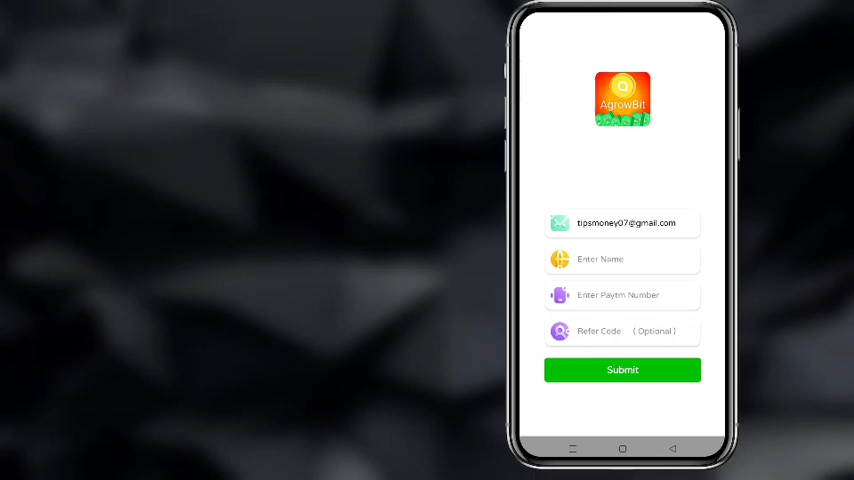 AgrowBit
tipsmoney07@gmail.com
Enter Name
Enter Paytm Number
Refer Code ( Optional )
Submit